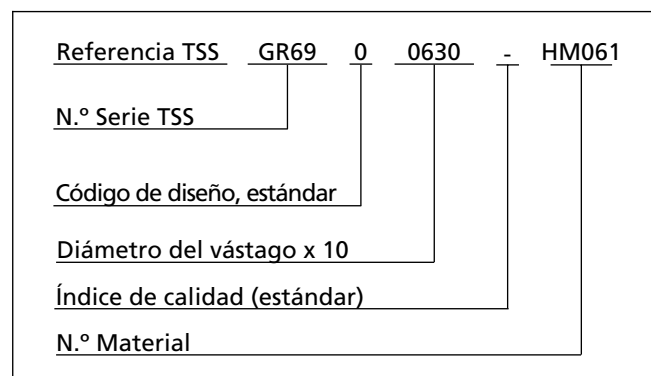 Referencia TSS GR69 0 0630 - HM061
N.º Serie TSS
Código de diseño, estándar
Diámetro del vástago x 10
Índice de calidad (estándar)
N.º Material